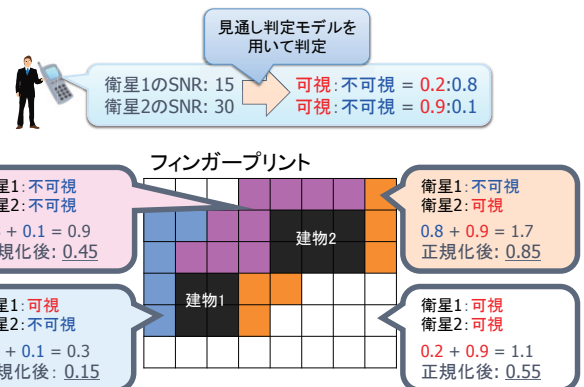 見通し判定モデルを
用いて判定
衛星1のSNR: 15
可視:不可視 = 0.2:0.8
衛星2のSNR: 30
可視:不可視 = 0.9:0.1
フィンガープリント
星1:不可視
星2:不可視
+ 0.1 = 0.9
規化後: 0.45
衛星1:不可視
衛星2:可視
0.8 + 0.9 = 1.7
正規化後: 0.85
建物2
建物1
星1:可視
星2:不可視
+ 0.1 = 0.3
規化後: 0.15
衛星1:可視
衛星2:可視
0.2 + 0.9 = 1.1
正規化後: 0.55